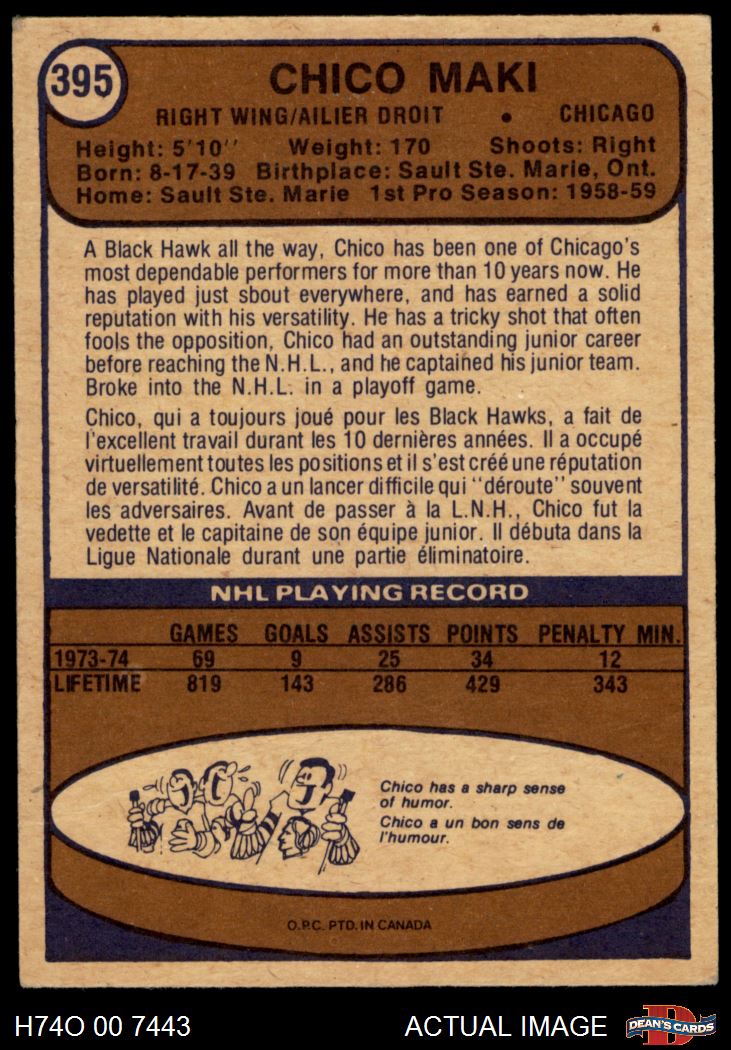 395
CHICO MAKI
RIGHT WING/AILIER DROIT • CHICAGO
Height: 5'10'' Weight: 170 Shoots: Right
Born: 8-17-39 Birthplace: Sault Ste. Marie, Ont.
Home: Sault Ste. Marie 1st Pro Season: 1958-59
A Black Hawk all the way, Chico has been one of Chicago's
most dependable performers for more than 10 years now. He
has played just sbout everywhere, and has earned a solid
reputation with his versatility. He has a tricky shot that often
fools the opposition, Chico had an outstanding junior career
before reaching the N.H.L., and he captained his junior team.
Broke into the N.H.L. in a playoff game.
Chico, qui a toujours joué pour les Black Hawks, a fait de
l'excellent travail durant les 10 dernières années. Il a occupé
virtuellement toutes les positions et il s'est créé une réputation
de versatilité. Chico a un lancer difficile qui ''déroute'' souvent
les adversaires. Avant de passer à la L.N.H., Chico fut la
vedette et le capitaine de son équipe junior. Il débuta dans la
Ligue Nationale durant une partie éliminatoire.
NHL PLAYING RECORD
GAMES GOALS ASSISTS POINTS PENALTY MIN.
1973-74 69 9 25 34 12
LIFETIME 819 143 286 429 343
Chico has a sharp sense
of humor.
Chico a un bon sens de
l'humour.
O.P.C. PTD. IN CANADA
H74O 00 7443 ACTUAL IMAGE DEAN'S CARDS